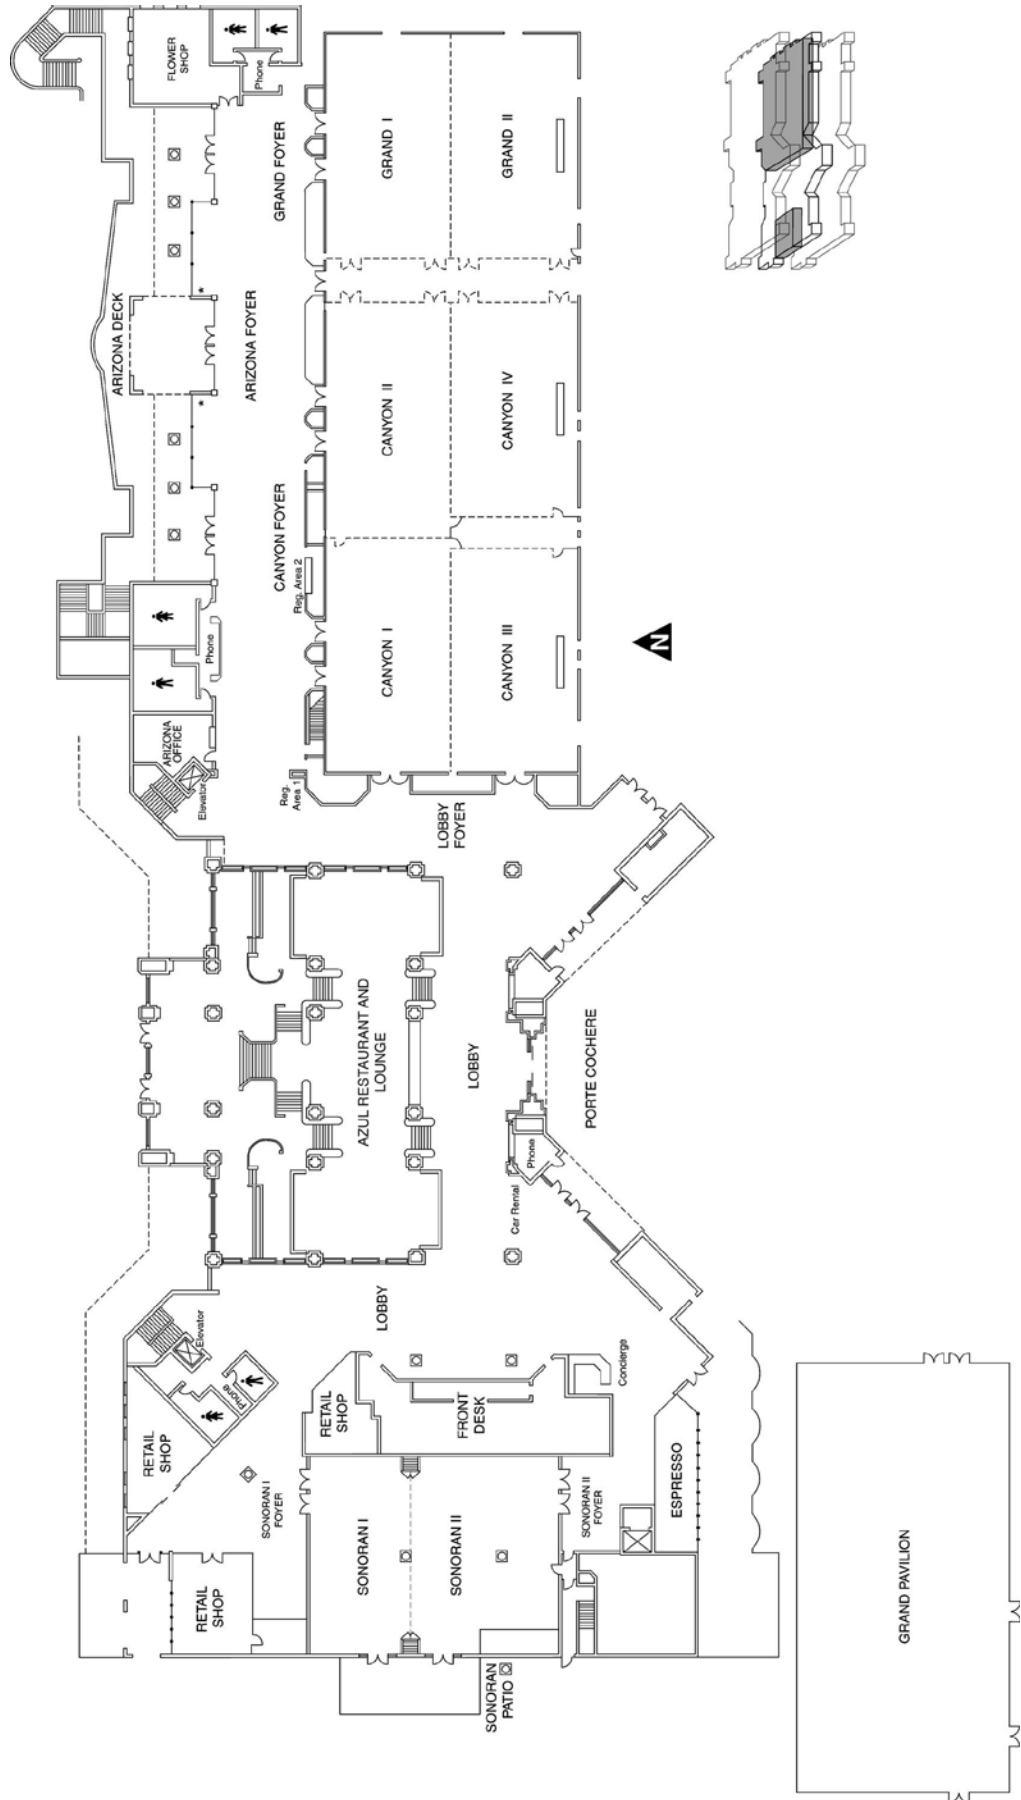 FLOWER
SHOP
Phone
GRAND FOYER
GRAND I
GRAND II
ARIZONA DECK
*
ARIZONA FOYER
*
CANYON II
CANYON IV
CANYON FOYER
Reg. Area 2
Phone
CANYON I
CANYON III
N
ARIZONA
OFFICE
Elevator
Reg.
Area 1
LOBBY
FOYER
AZUL RESTAURANT AND
LOUNGE
LOBBY
PORTE COCHERE
Phone
Car Rental
LOBBY
Elevator
Phone
Concierge
RETAIL
SHOP
RETAIL
SHOP
FRONT
DESK
SONORAN I
FOYER
SONORAN II
FOYER
ESPRESSO
SONORAN I
SONORAN II
RETAIL
SHOP
GRAND PAVILION
SONORAN
PATIO